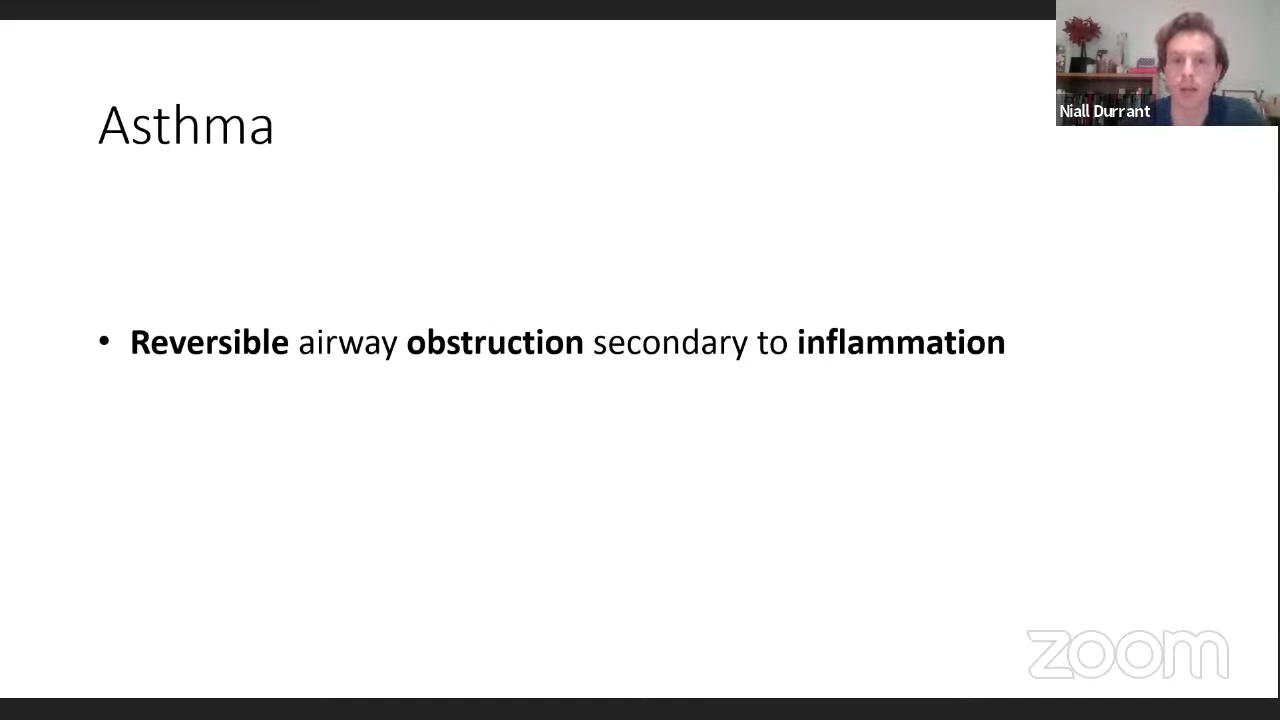 Niall Durrant
Asthma
• Reversible airway obstruction secondary to inflammation
zoom